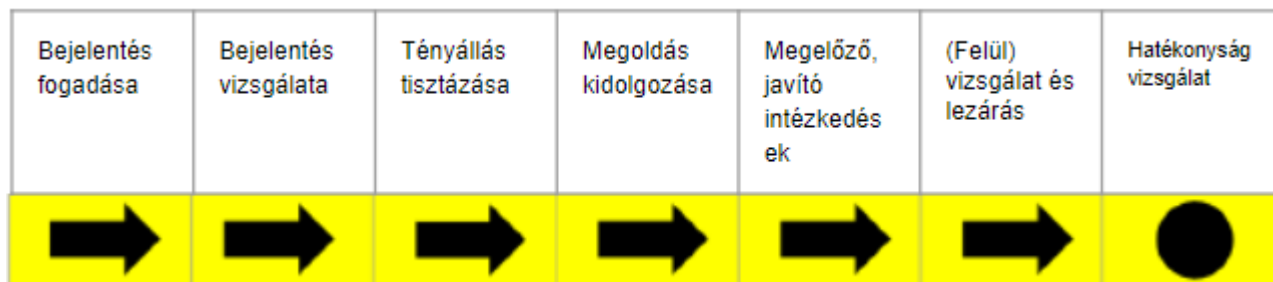 Bejelentés
fogadása
Bejelentés
vizsgálata
Tényállás
tisztázása
Megoldás
kidolgozása
Megelőző,
javító
intézkedés
ek
(Felül)
vizsgálat és
lezárás
Hatékonyság
vizsgálat